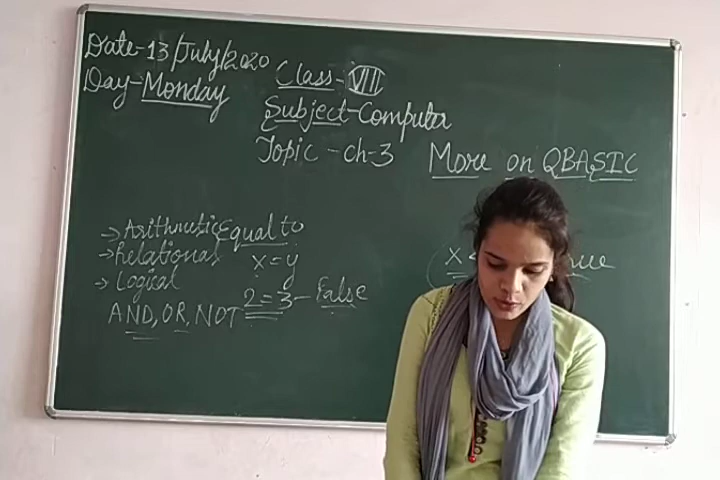 Date-13/July/2020
Day-Monday
Class-VII
Subject-Computer
Topic - ch-3
More on QBASIC
→ Arithmetic
→ Relational
→ Logical
AND, OR, NOT
Equal to
x = y
2 = 3 - False
x